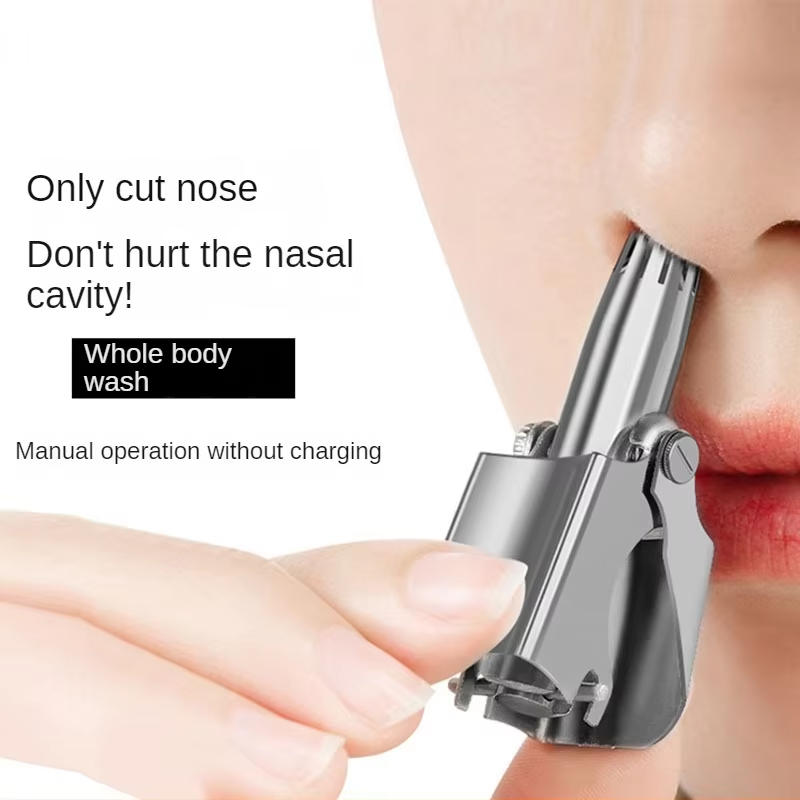 Only cut nose
Don't hurt the nasal
cavity!
Whole body
wash
Manual operation without charging